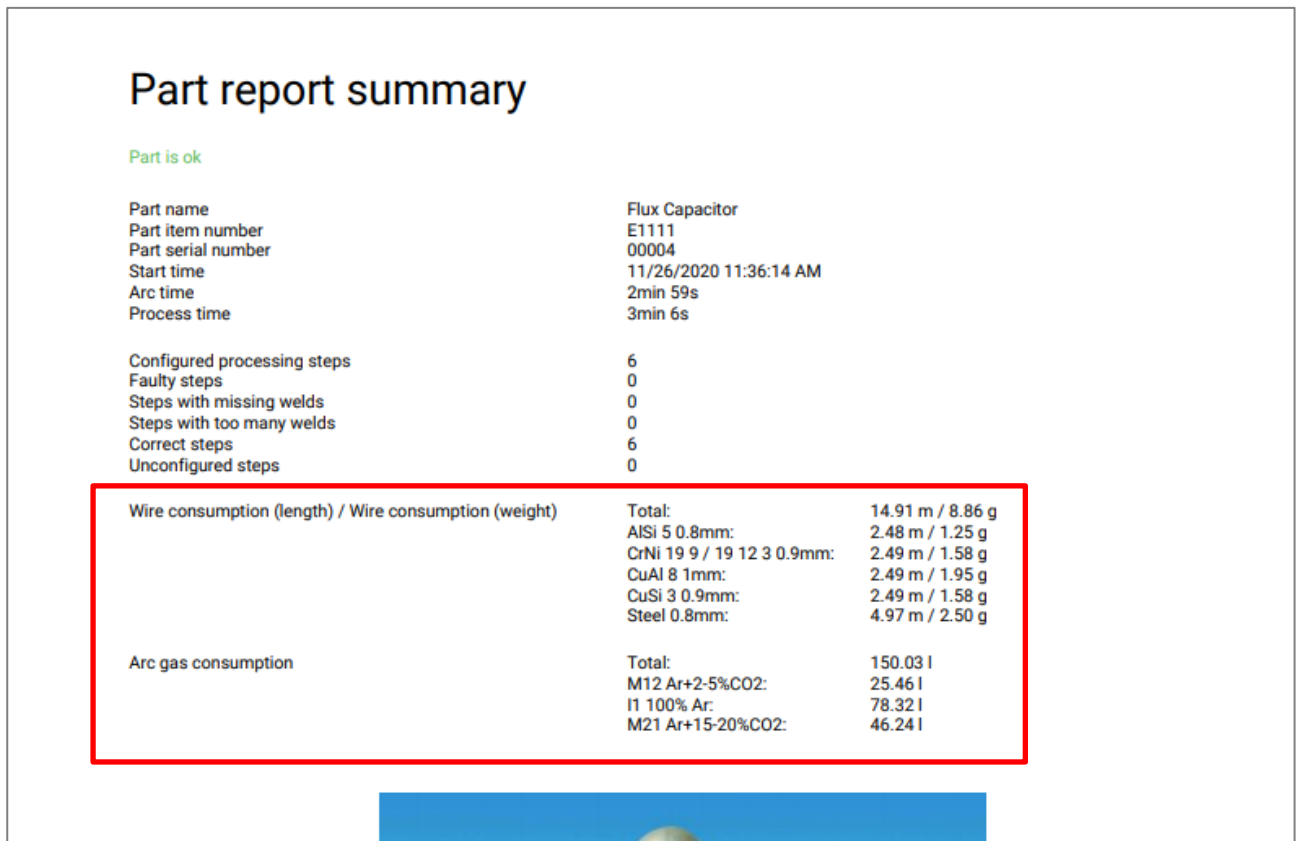 Part report summary
Part is ok
Part name Flux Capacitor
Part item number E1111
Part serial number 00004
Start time 11/26/2020 11:36:14 AM
Arc time 2min 59s
Process time 3min 6s
Configured processing steps 6
Faulty steps 0
Steps with missing welds 0
Steps with too many welds 0
Correct steps 6
Unconfigured steps 0
Wire consumption (length) / Wire consumption (weight) Total: 14.91 m / 8.86 g
AlSi 5 0.8mm: 2.48 m / 1.25 g
CrNi 19 9 / 19 12 3 0.9mm: 2.49 m / 1.58 g
CuAl 8 1mm: 2.49 m / 1.95 g
CuSi 3 0.9mm: 2.49 m / 1.58 g
Steel 0.8mm: 4.97 m / 2.50 g
Arc gas consumption Total: 150.03 l
M12 Ar+2-5%CO2: 25.46 l
I1 100% Ar: 78.32 l
M21 Ar+15-20%CO2: 46.24 l